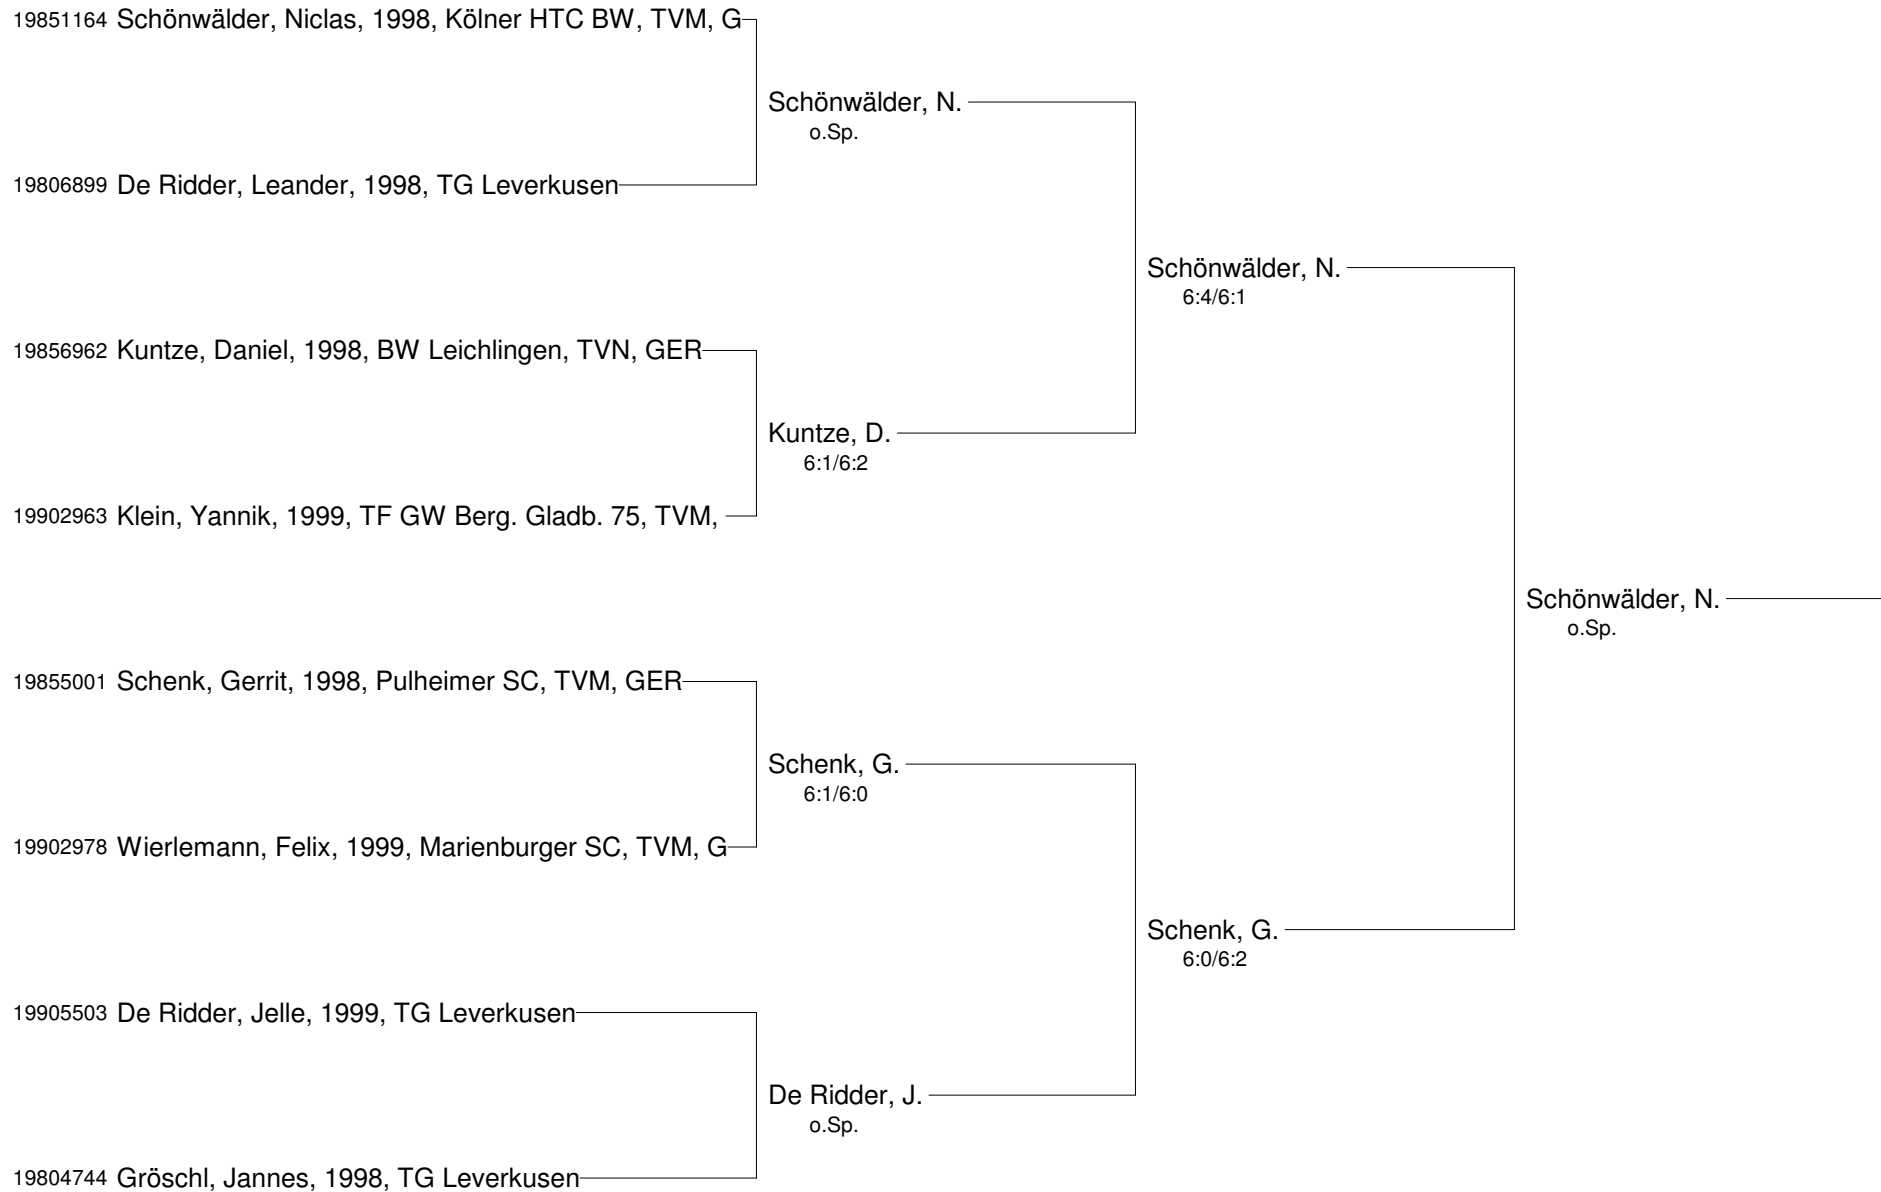 19851164 Schönwälder, Niclas, 1998, Kölner HTC BW, TVM, G
Schönwälder, N.
o.Sp.
19806899 De Ridder, Leander, 1998, TG Leverkusen
Schönwälder, N.
6:4/6:1
19856962 Kuntze, Daniel, 1998, BW Leichlingen, TVN, GER
Kuntze, D.
6:1/6:2
19902963 Klein, Yannik, 1999, TF GW Berg. Gladb. 75, TVM,
Schönwälder, N.
o.Sp.
19855001 Schenk, Gerrit, 1998, Pulheimer SC, TVM, GER
Schenk, G.
6:1/6:0
19902978 Wierlemann, Felix, 1999, Marienburger SC, TVM, G
Schenk, G.
6:0/6:2
19905503 De Ridder, Jelle, 1999, TG Leverkusen
De Ridder, J.
o.Sp.
19804744 Gröschl, Jannes, 1998, TG Leverkusen